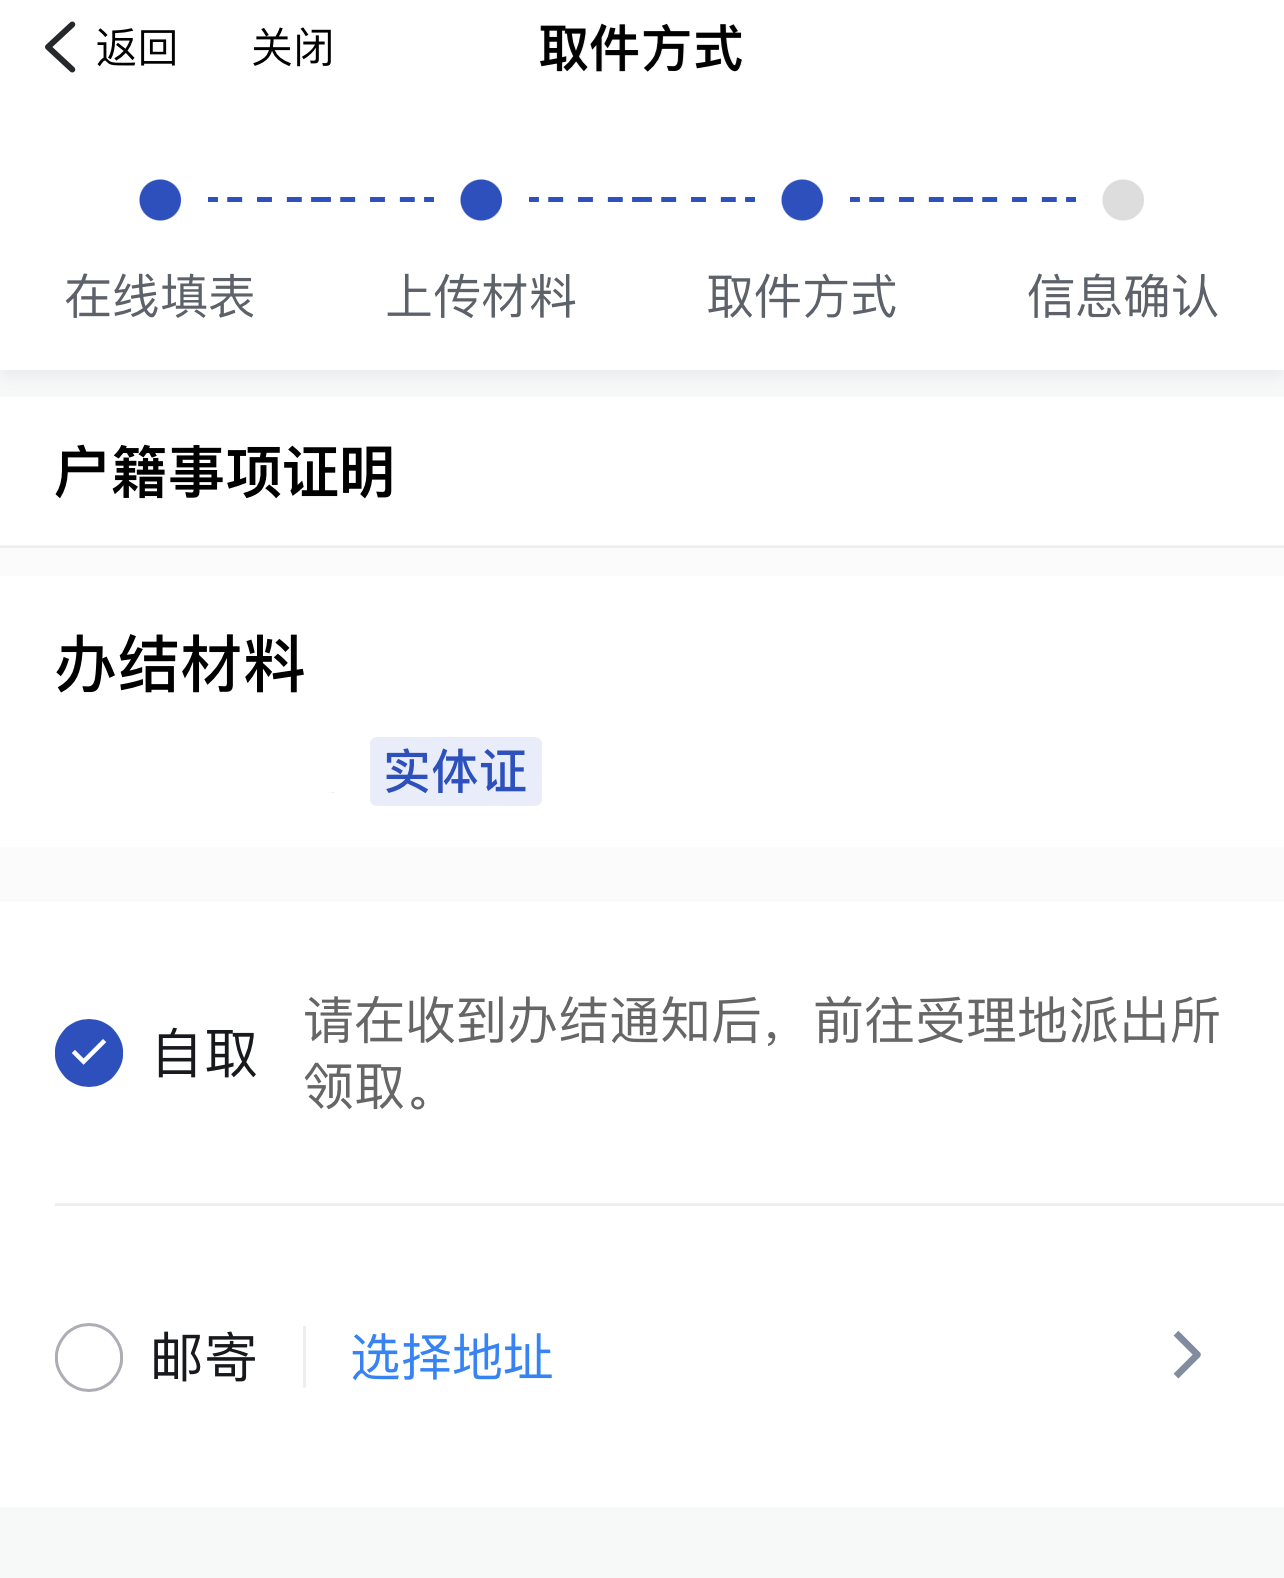 返回 关闭 取件方式
在线填表 上传材料 取件方式 信息确认
户籍事项证明
办结材料
实体证
自取 请在收到办结通知后，前往受理地派出所
领取。
邮寄 选择地址